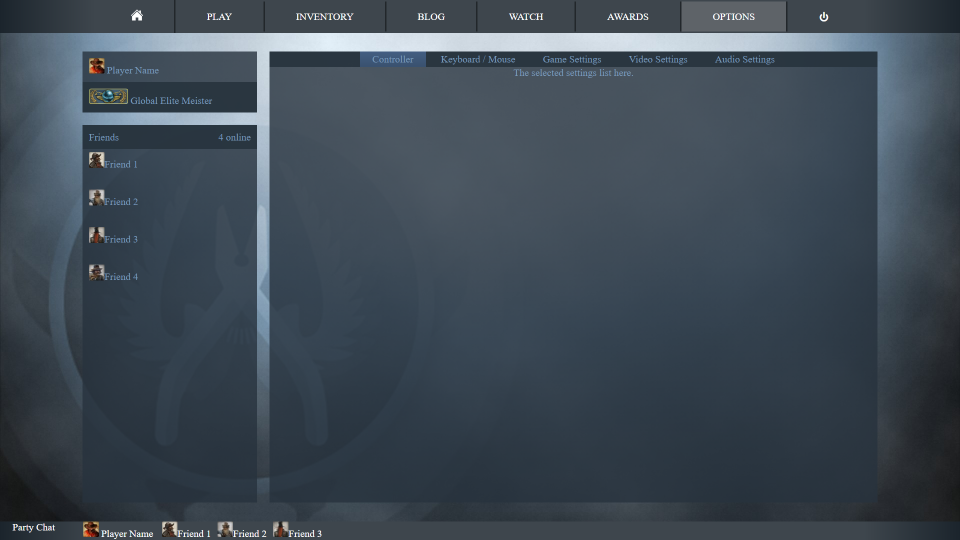 PLAY INVENTORY BLOG WATCH AWARDS OPTIONS
Player Name
Global Elite Meister
Friends 4 online
Friend 1
Friend 2
Friend 3
Friend 4
Controller Keyboard / Mouse Game Settings Video Settings Audio Settings
The selected settings list here.
Party Chat Player Name Friend 1 Friend 2 Friend 3